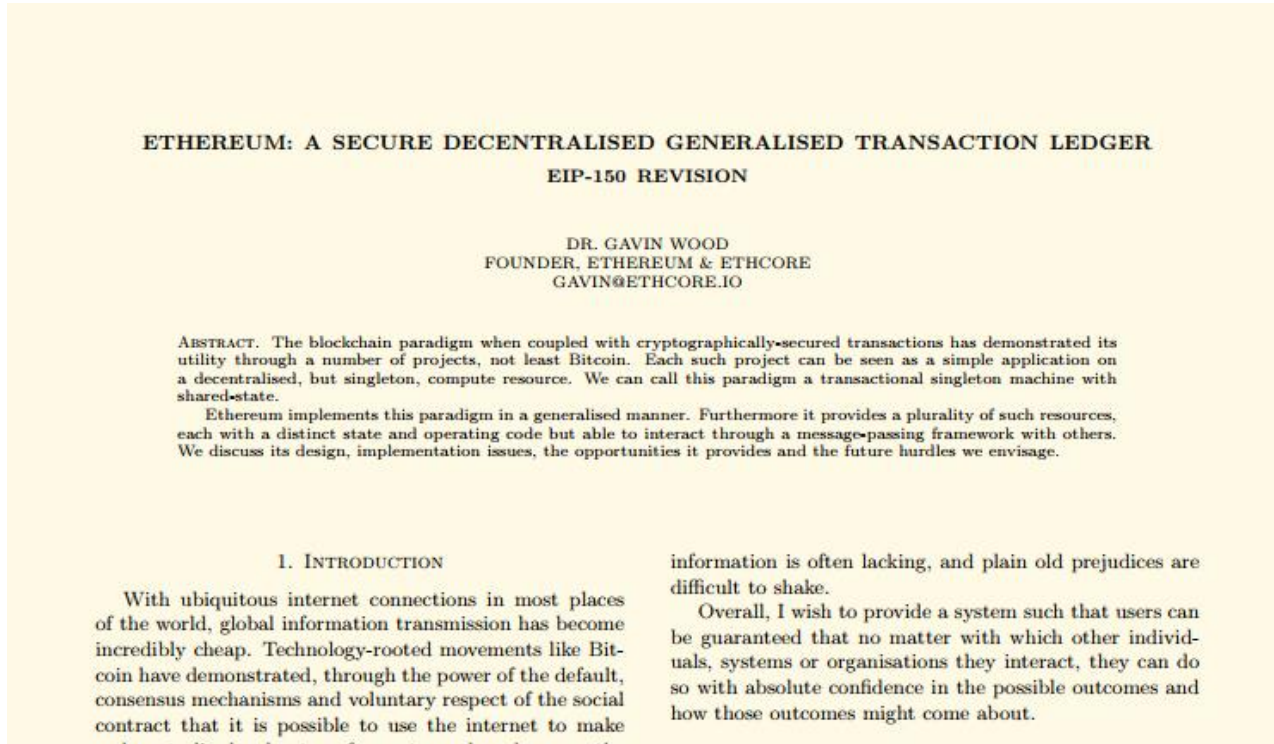 ETHEREUM: A SECURE DECENTRALISED GENERALISED TRANSACTION LEDGER
EIP-150 REVISION
DR. GAVIN WOOD
FOUNDER, ETHEREUM & ETHCORE
GAVIN@ETHCORE.IO
Abstract. The blockchain paradigm when coupled with cryptographically-secured transactions has demonstrated its
utility through a number of projects, not least Bitcoin. Each such project can be seen as a simple application on
a decentralised, but singleton, compute resource. We can call this paradigm a transactional singleton machine with
shared-state.
Ethereum implements this paradigm in a generalised manner. Furthermore it provides a plurality of such resources,
each with a distinct state and operating code but able to interact through a message-passing framework with others.
We discuss its design, implementation issues, the opportunities it provides and the future hurdles we envisage.
1. Introduction
With ubiquitous internet connections in most places
of the world, global information transmission has become
incredibly cheap. Technology-rooted movements like Bit-
coin have demonstrated, through the power of the default,
consensus mechanisms and voluntary respect of the social
contract that it is possible to use the internet to make
information is often lacking, and plain old prejudices are
difficult to shake.
Overall, I wish to provide a system such that users can
be guaranteed that no matter with which other individ-
uals, systems or organisations they interact, they can do
so with absolute confidence in the possible outcomes and
how those outcomes might come about.